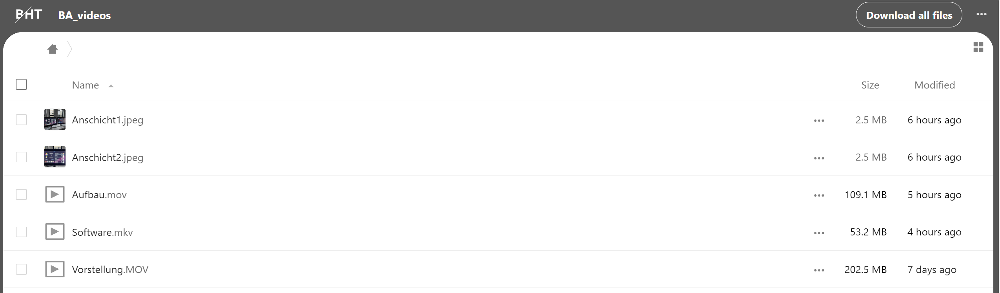 BHT BA_videos Download all files
Name Size Modified
Anschicht1.jpeg 2.5 MB 6 hours ago
Anschicht2.jpeg 2.5 MB 6 hours ago
Aufbau.mov 109.1 MB 5 hours ago
Software.mkv 53.2 MB 4 hours ago
Vorstellung.MOV 202.5 MB 7 days ago